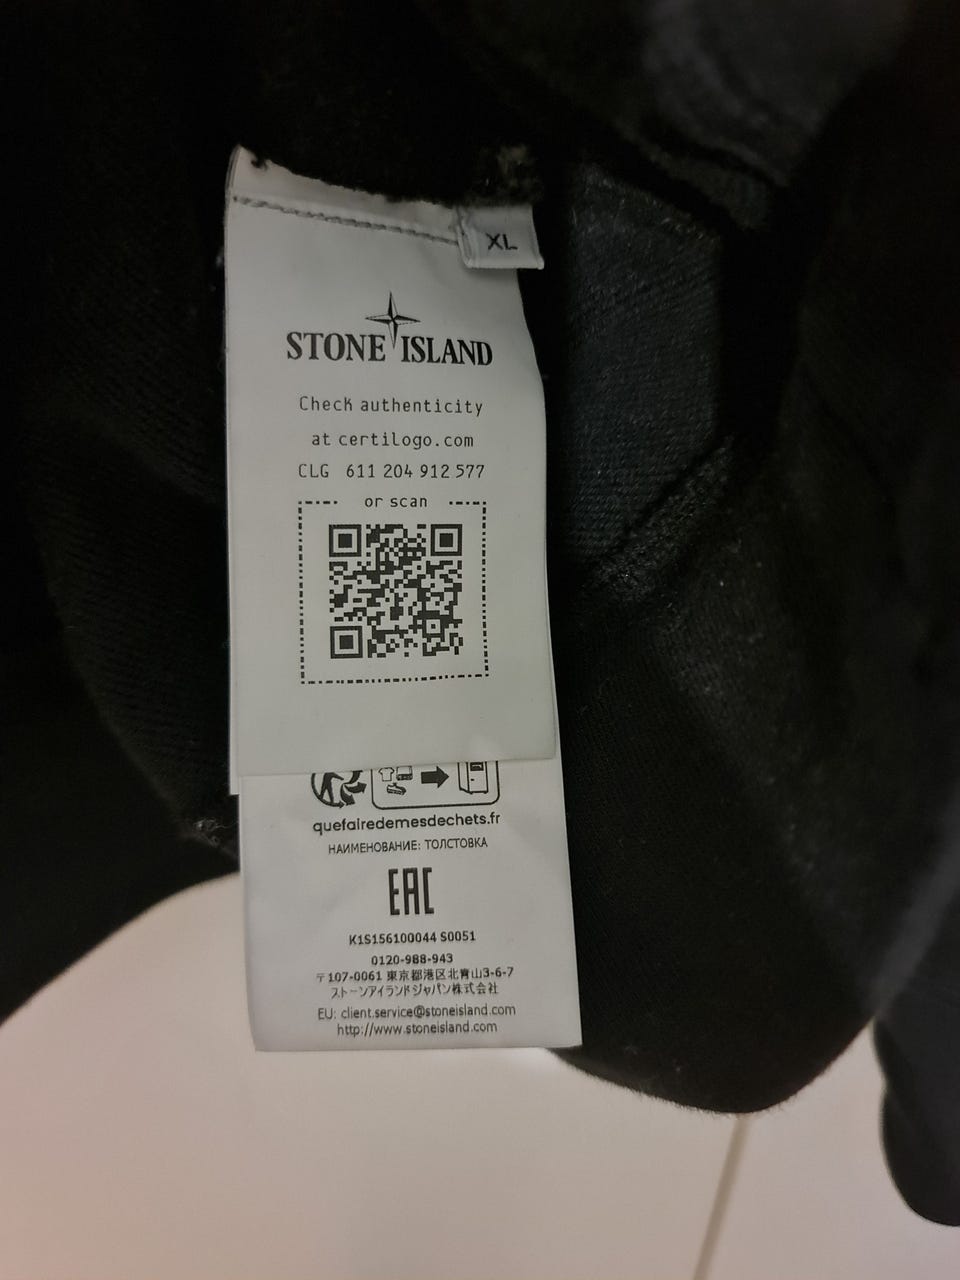 XL
STONE ISLAND
Check authenticity
at certilogo.com
CLG 611 204 912 577
or scan
quefairedemesdechets.fr
НАИМЕНОВАНИЕ: ТОЛСТОВКА
EAC
K1S156100044 S0051
0120-988-943
〒107-0061 東京都港区北青山3-6-7
ストーンアイランドジャパン株式会社
EU: client.service@stoneisland.com
http://www.stoneisland.com